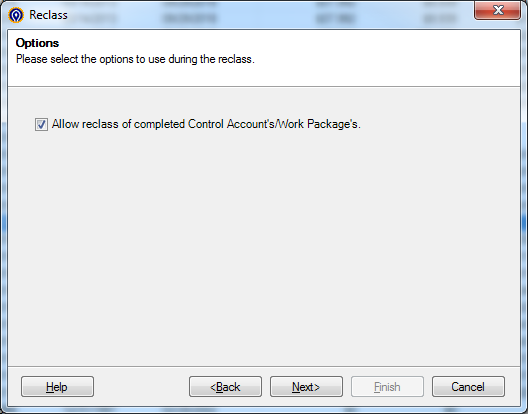 Reclass
Options
Please select the options to use during the reclass.
Allow reclass of completed Control Account's/Work Package's.
Help <Back Next> Finish Cancel